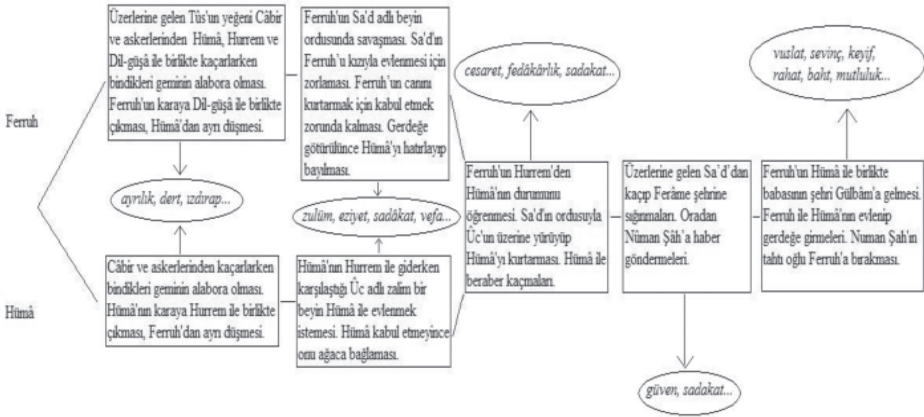 Üzerlerine gelen Tûs'un yeğeni Câbir
ve askerlerinden Hümâ, Hurrem ve
Dil-güşâ ile birlikte kaçarlarken
bindikleri geminin alabora olması.
Ferruh'un karaya Dil-güşâ ile birlikte
çıkması, Hümâ'dan ayrı düşmesi.
Ferruh'un Sa'd adlı beyin
ordusunda savaşması. Sa'd'ın
Ferruh'u kızıyla evlenmesi için
zorlaması. Ferruh'un canını
kurtarmak için kabul etmek
zorunda kalması. Gerdeğe
götürülünce Hümâ'yı hatırlayıp
bayılması.
cesaret, fedâkârlık, sadakat...
vuslat, sevinç, keyif,
rahat, baht, mutluluk...
Ferruh
ayrılık, dert, ızdırap...
zulüm, eziyet, sadâkat, vefa...
Ferruh'un Hurrem'den
Hümâ'nın durumunu
öğrenmesi. Sa'd'ın ordusuyla
Ûc'un üzerine yürüyüp
Hümâ'yı kurtarması. Hümâ ile
beraber kaçmaları.
Üzerlerine gelen Sa'd'dan
kaçıp Ferâme şehrine
sığınmaları. Oradan
Nûman Şâh'a haber
göndermeleri.
Ferruh'un Hümâ ile birlikte
babasının şehri Gülbâm'a gelmesi.
Ferruh ile Hümâ'nın evlenip
gerdeğe girmeleri. Numan Şah'ın
tahtı oğlu Ferruh'a bırakması.
Hümâ
Câbir ve askerlerinden kaçarlarken
bindikleri geminin alabora olması.
Hümâ'nın karaya Hurrem ile birlikte
çıkması, Ferruh'dan ayrı düşmesi.
Hümâ'nın Hurrem ile giderken
karşılaştığı Ûc adlı zalim bir
beyin Hümâ ile evlenmek
istemesi. Hümâ kabul etmeyince
onu ağaca bağlaması.
güven, sadakat...